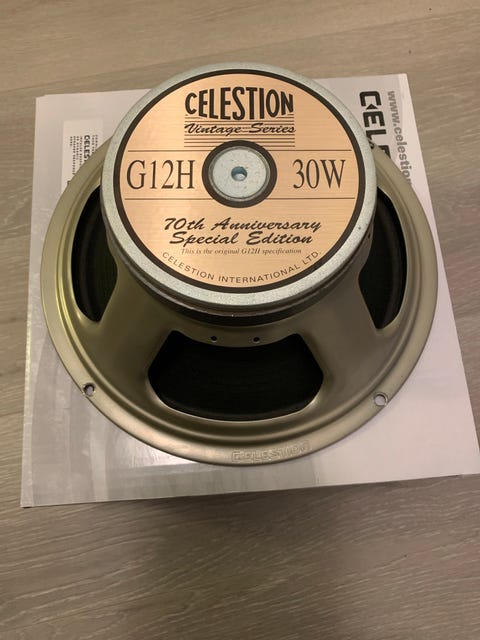 CELESTION
Vintage Series
G12H 30W
70th Anniversary
Special Edition
This is the original G12H specification
CELESTION INTERNATIONAL LTD.
CELESTION
www.celestion
CELE